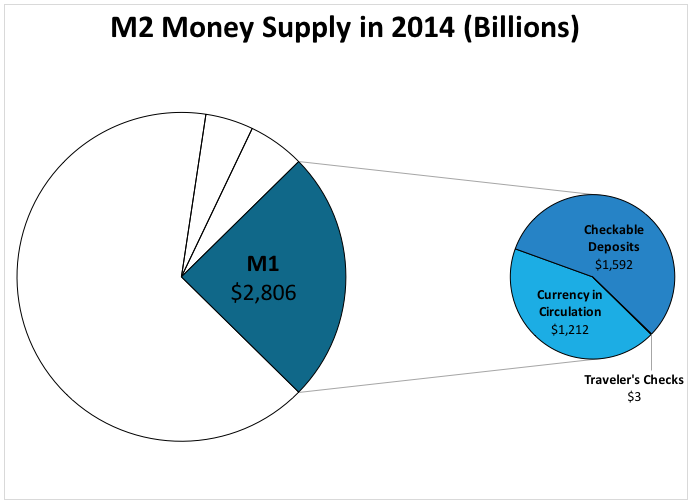 M2 Money Supply in 2014 (Billions)
M1
$2,806
Checkable
Deposits
$1,592
Currency in
Circulation
$1,212
Traveler's Checks
$3